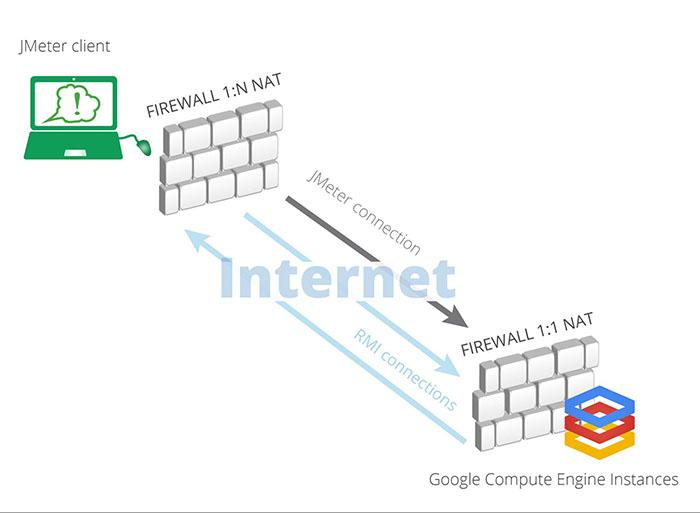 JMeter client
FIREWALL 1:N NAT
!
JMeter connection
Internet
RMI connections
FIREWALL 1:1 NAT
Google Compute Engine Instances